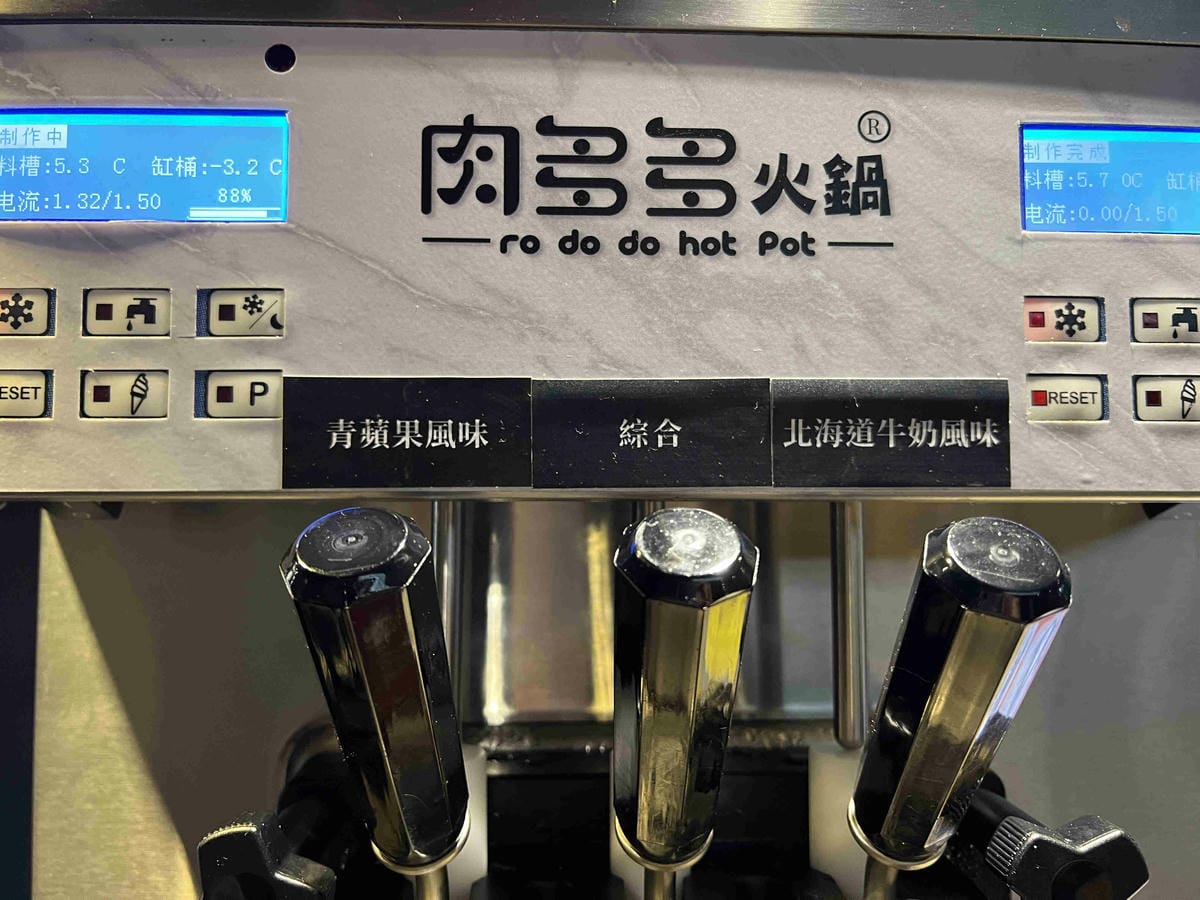 制作中
料槽:5.3 C 缸桶:-3.2 C
电流:1.32/1.50 88%
肉多多火鍋®
ro do do hot Pot
制作完成
料槽:5.7 0C 缸桶
电流:0.00/1.50
RESET
P
RESET
青蘋果風味
綜合
北海道牛奶風味